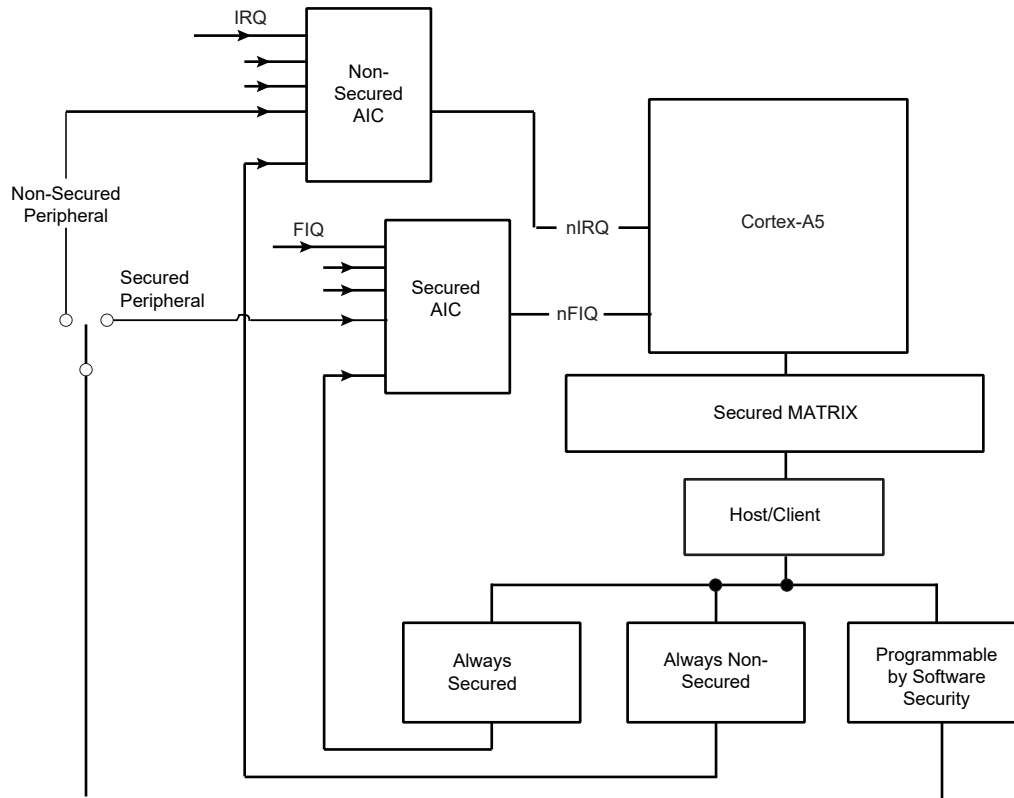 IRQ
Non-
Secured
AIC
Non-Secured
Peripheral
nIRQ
Cortex-A5
FIQ
Secured
Peripheral
Secured
AIC
nFIQ
Secured MATRIX
Host/Client
Always
Secured
Always Non-
Secured
Programmable
by Software
Security